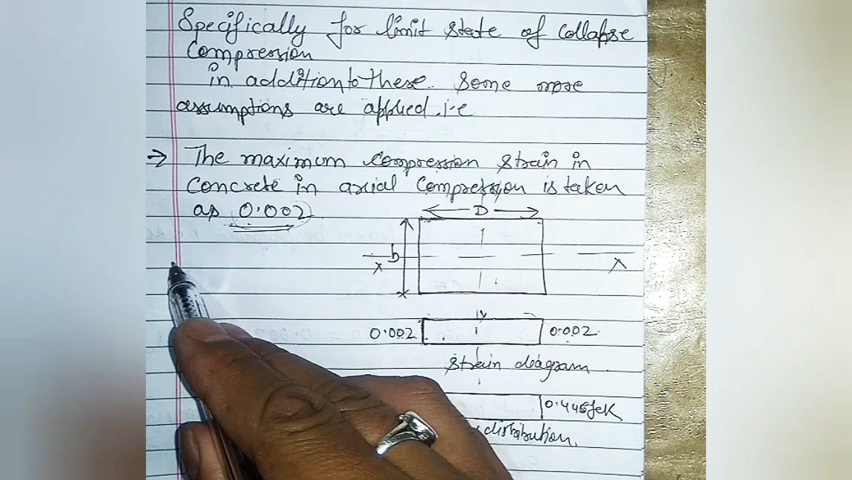 Specifically for limit state of collapse
Compression
in addition to these. Some more
assumptions are applied. i.e
→ The maximum compression strain in
concrete in axial compression is taken
as 0.002
D
b
x
x
y
0.002
0.002
strain diagram
0.446fck
distribution